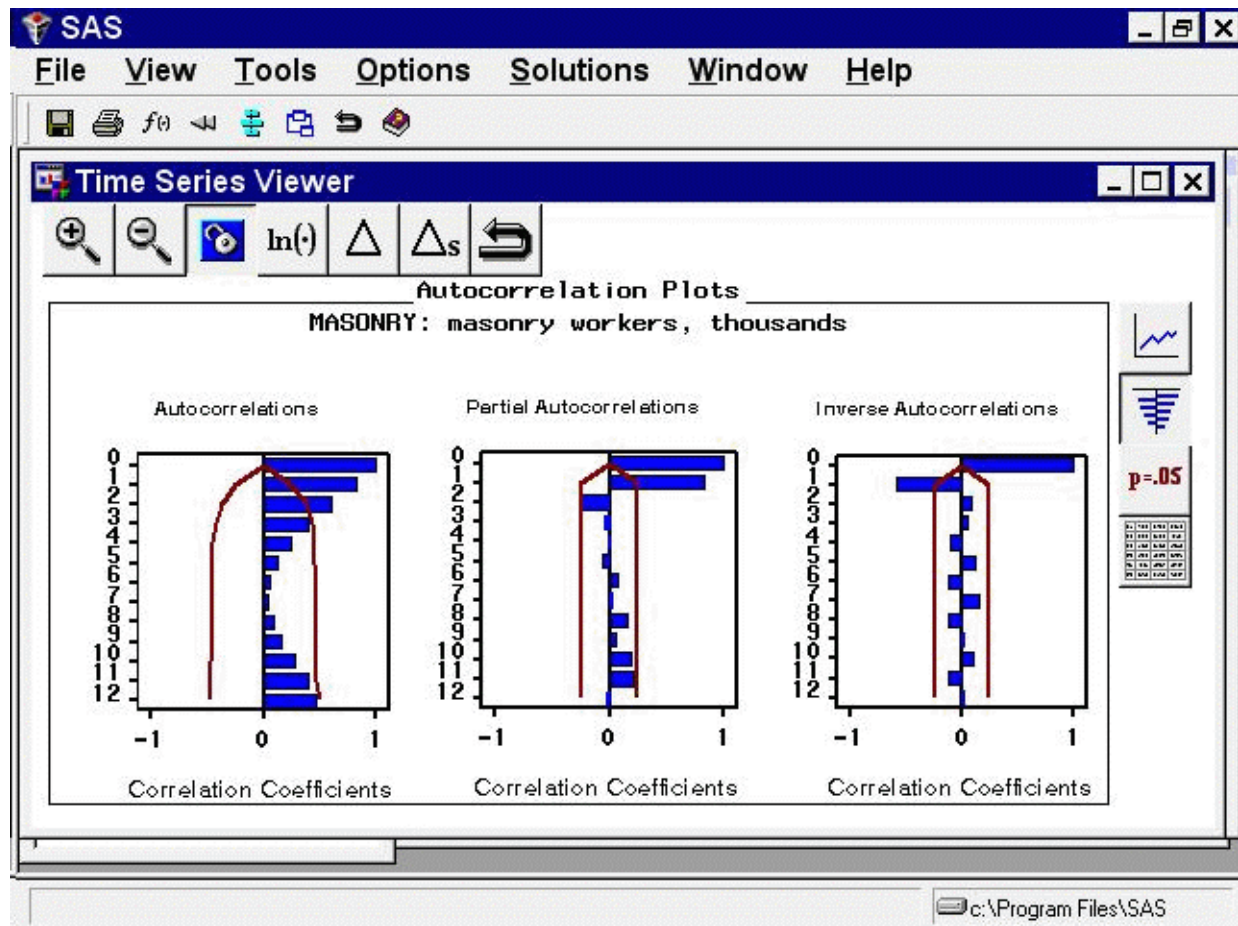 SAS
File View Tools Options Solutions Window Help
f(·)
Time Series Viewer
ln(·) Δ Δs
Autocorrelation Plots
MASONRY: masonry workers, thousands
Autocorrelations
0
1
2
3
4
5
6
7
8
9
10
11
12
-1 0 1
Correlation Coefficients
Partial Autocorrelations
0
1
2
3
4
5
6
7
8
9
10
11
12
-1 0 1
Correlation Coefficients
Inverse Autocorrelations
0
1
2
3
4
5
6
7
8
9
10
11
12
-1 0 1
Correlation Coefficients
p=.05
c:\Program Files\SAS